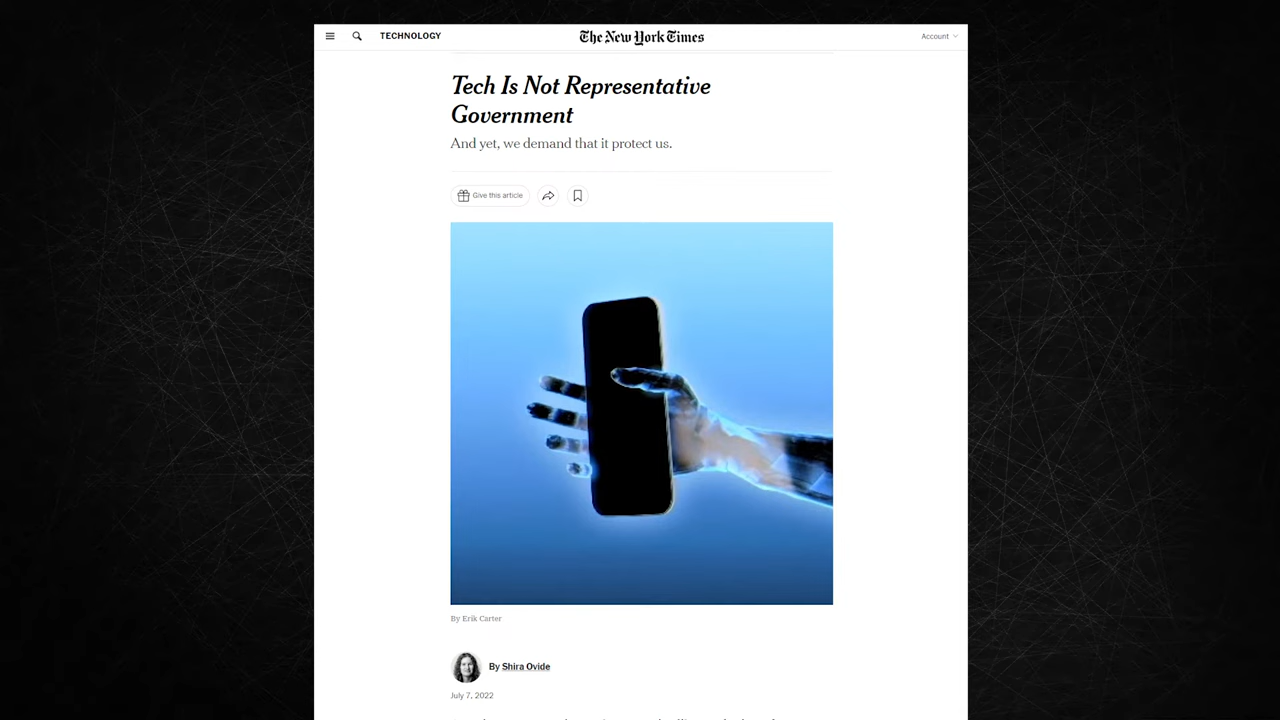 TECHNOLOGY
The New York Times
Account
Tech Is Not Representative
Government
And yet, we demand that it protect us.
Give this article
By Erik Carter
By Shira Ovide
July 7, 2022